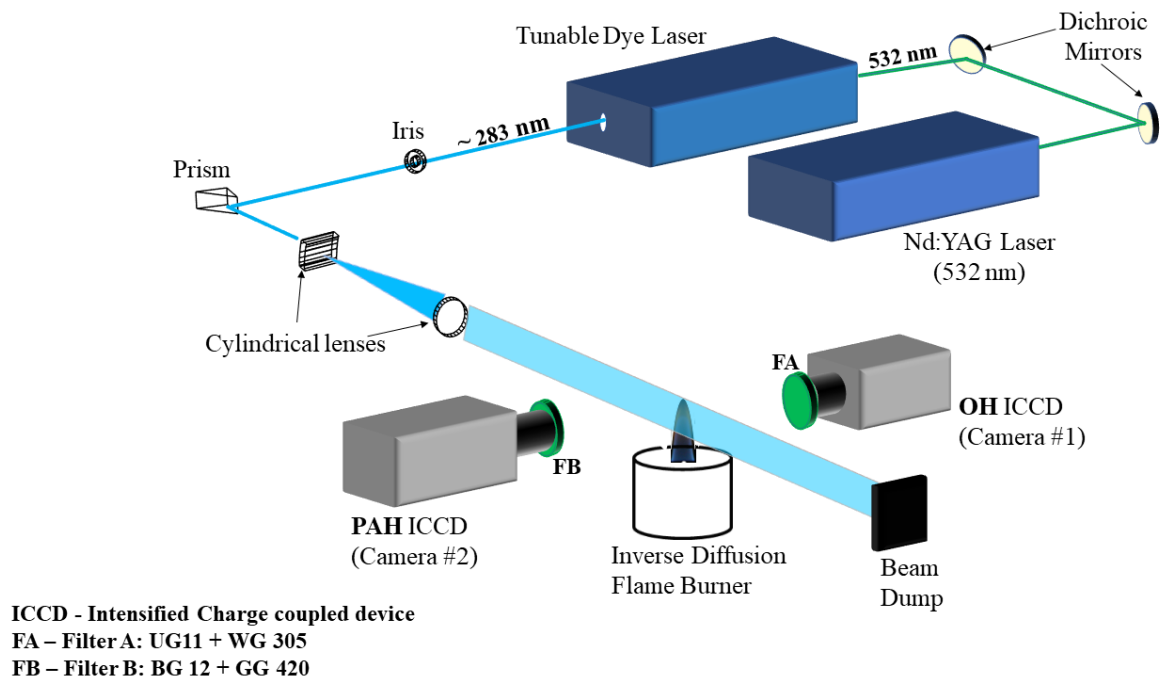 Tunable Dye Laser
532 nm
Dichroic
Mirrors
Iris
~ 283 nm
Prism
Nd:YAG Laser
(532 nm)
Cylindrical lenses
FA
OH ICCD
(Camera #1)
FB
PAH ICCD
(Camera #2)
Inverse Diffusion
Flame Burner
Beam
Dump
ICCD - Intensified Charge coupled device
FA – Filter A: UG11 + WG 305
FB – Filter B: BG 12 + GG 420